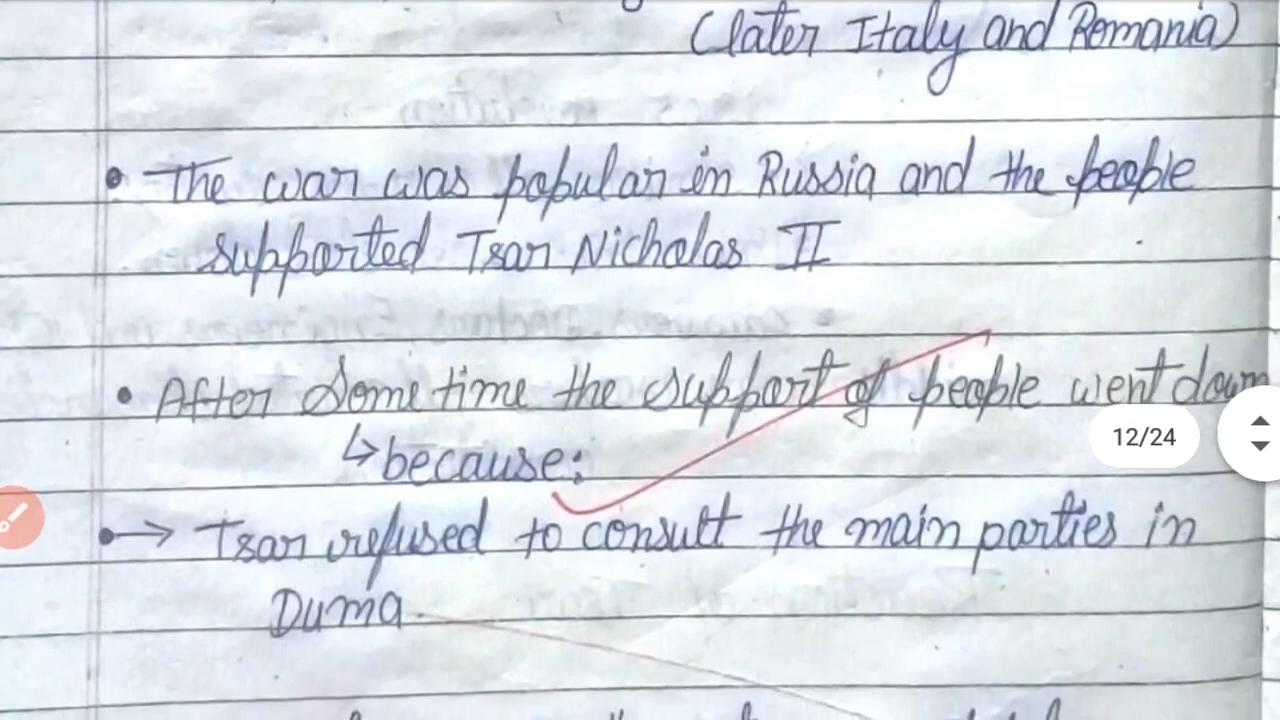 (later Italy and Romania)
• The war was popular in Russia and the people
supported Tsar Nicholas II
• After Some time the support of people went down
12/24
↳ because:
•→ Tsar refused to consult the main parties in
Duma